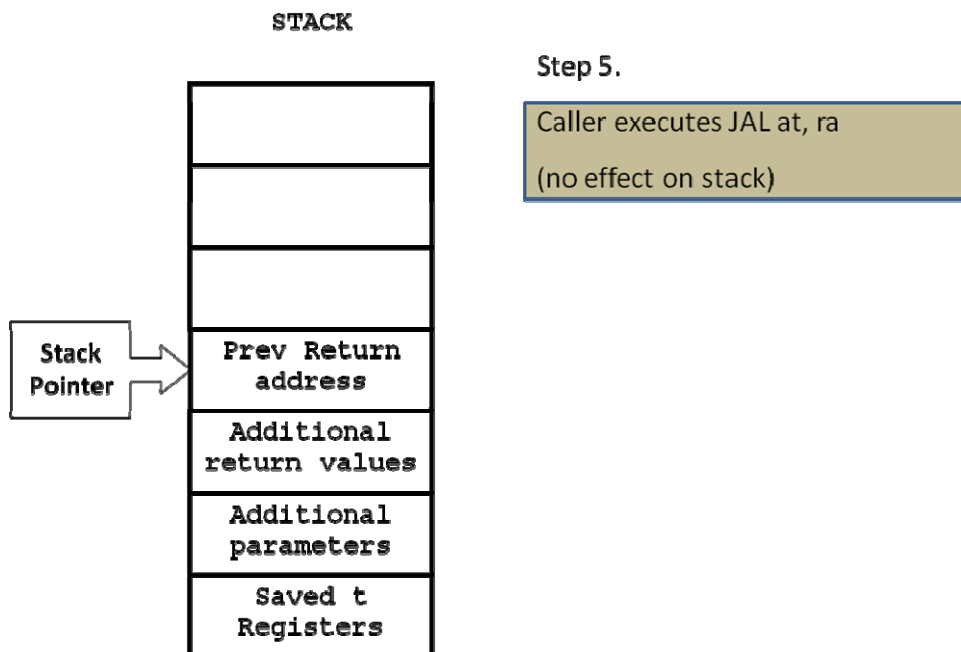 STACK
Step 5.
Caller executes JAL at, ra
(no effect on stack)
Stack
Pointer
Prev Return
address
Additional
return values
Additional
parameters
Saved t
Registers